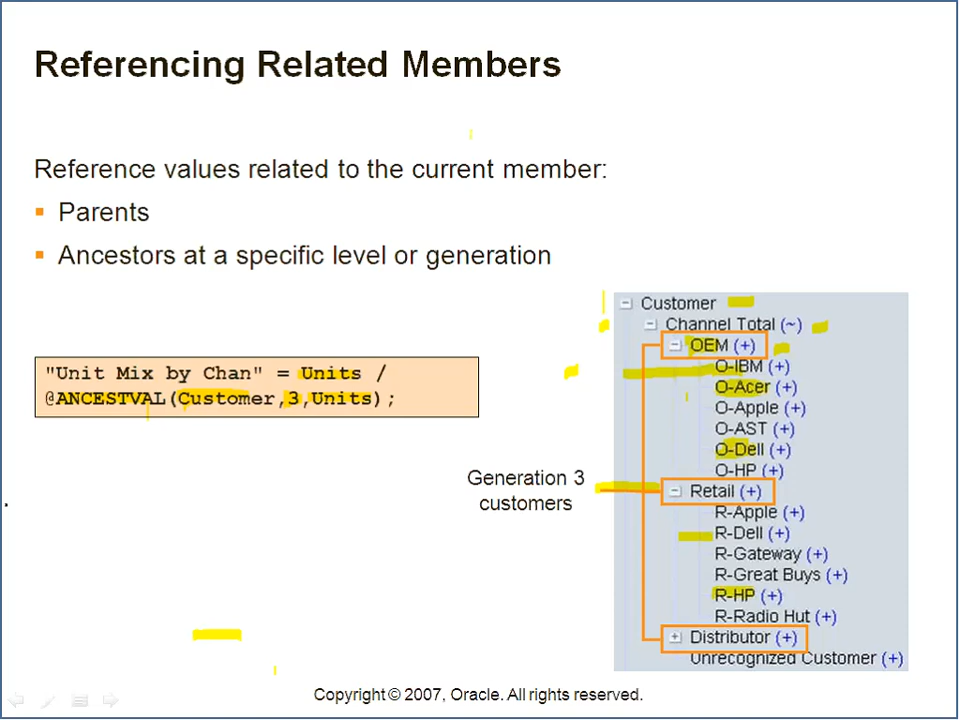 Referencing Related Members
Reference values related to the current member:
Parents
Ancestors at a specific level or generation
"Unit Mix by Chan" = Units /
@ANCESTVAL(Customer,3,Units);
Generation 3
customers
Customer
Channel Total (~)
OEM (+)
O-IBM (+)
O-Acer (+)
O-Apple (+)
O-AST (+)
O-Dell (+)
O-HP (+)
Retail (+)
R-Apple (+)
R-Dell (+)
R-Gateway (+)
R-Great Buys (+)
R-HP (+)
R-Radio Hut (+)
Distributor (+)
Unrecognized Customer (+)
Copyright © 2007, Oracle. All rights reserved.